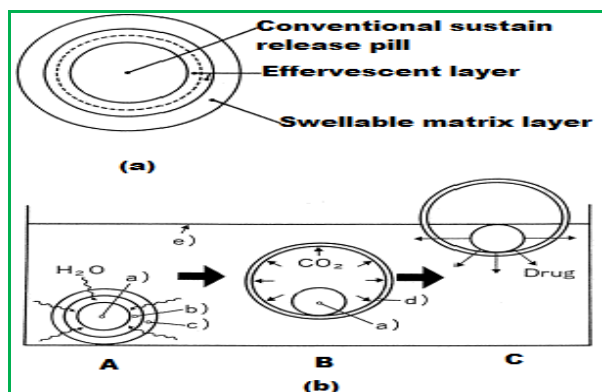 Conventional sustain
release pill
Effervescent layer
Swellable matrix layer
(a)
e)
H₂O
a)
b)
c)
A
CO₂
d)
a)
B
Drug
C
(b)